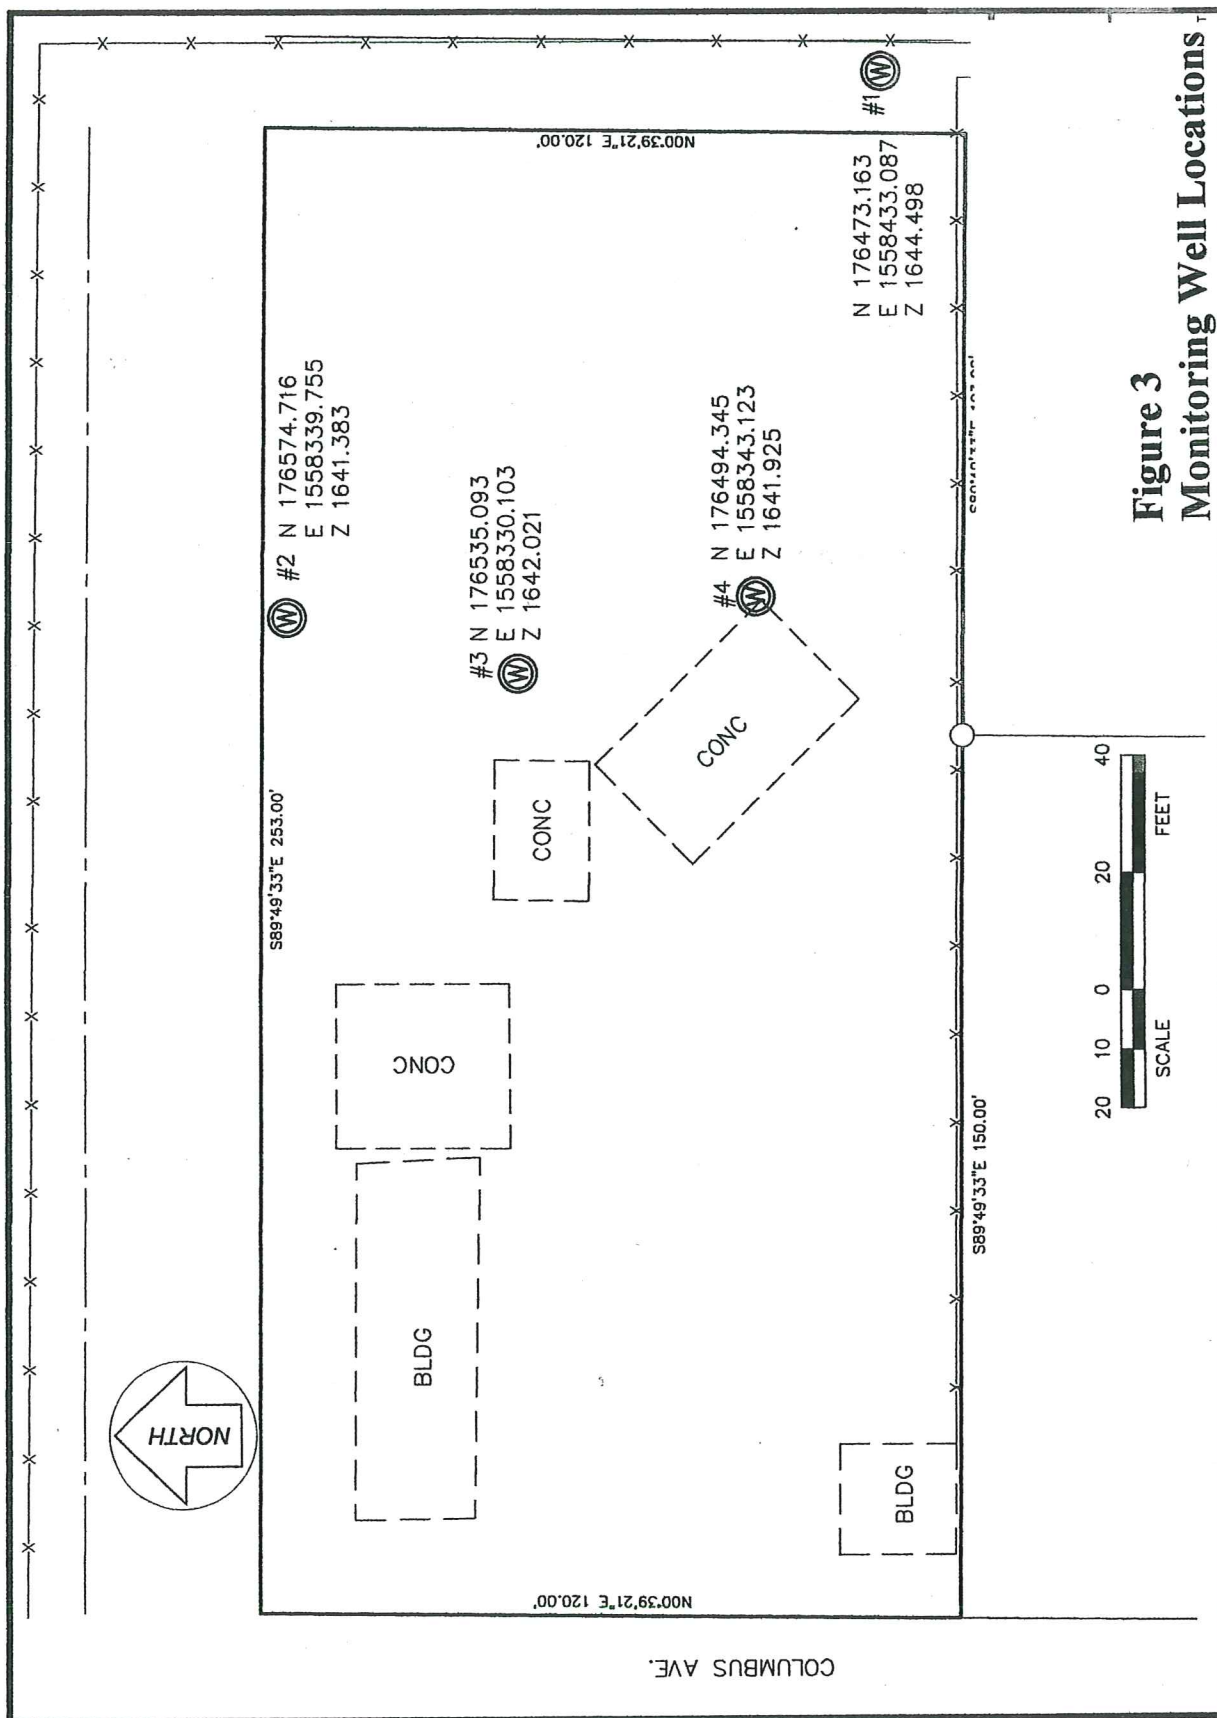 NORTH
COLUMBUS AVE.
S89°49'33"E 253.00'
N00°39'21"E 120.00'
N00°39'21"E 120.00'
#2 N 176574.716
E 1558339.755
Z 1641.383
W
#3 N 176535.093
E 1558330.103
Z 1642.021
W
#4 N 176494.345
E 1558343.123
Z 1641.925
W
#1
W
N 176473.163
E 1558433.087
Z 1644.498
BLDG
CONC
CONC
CONC
BLDG
S89°49'33"E 150.00'
20 10 0 20 40
SCALE FEET
Figure 3
Monitoring Well Locations